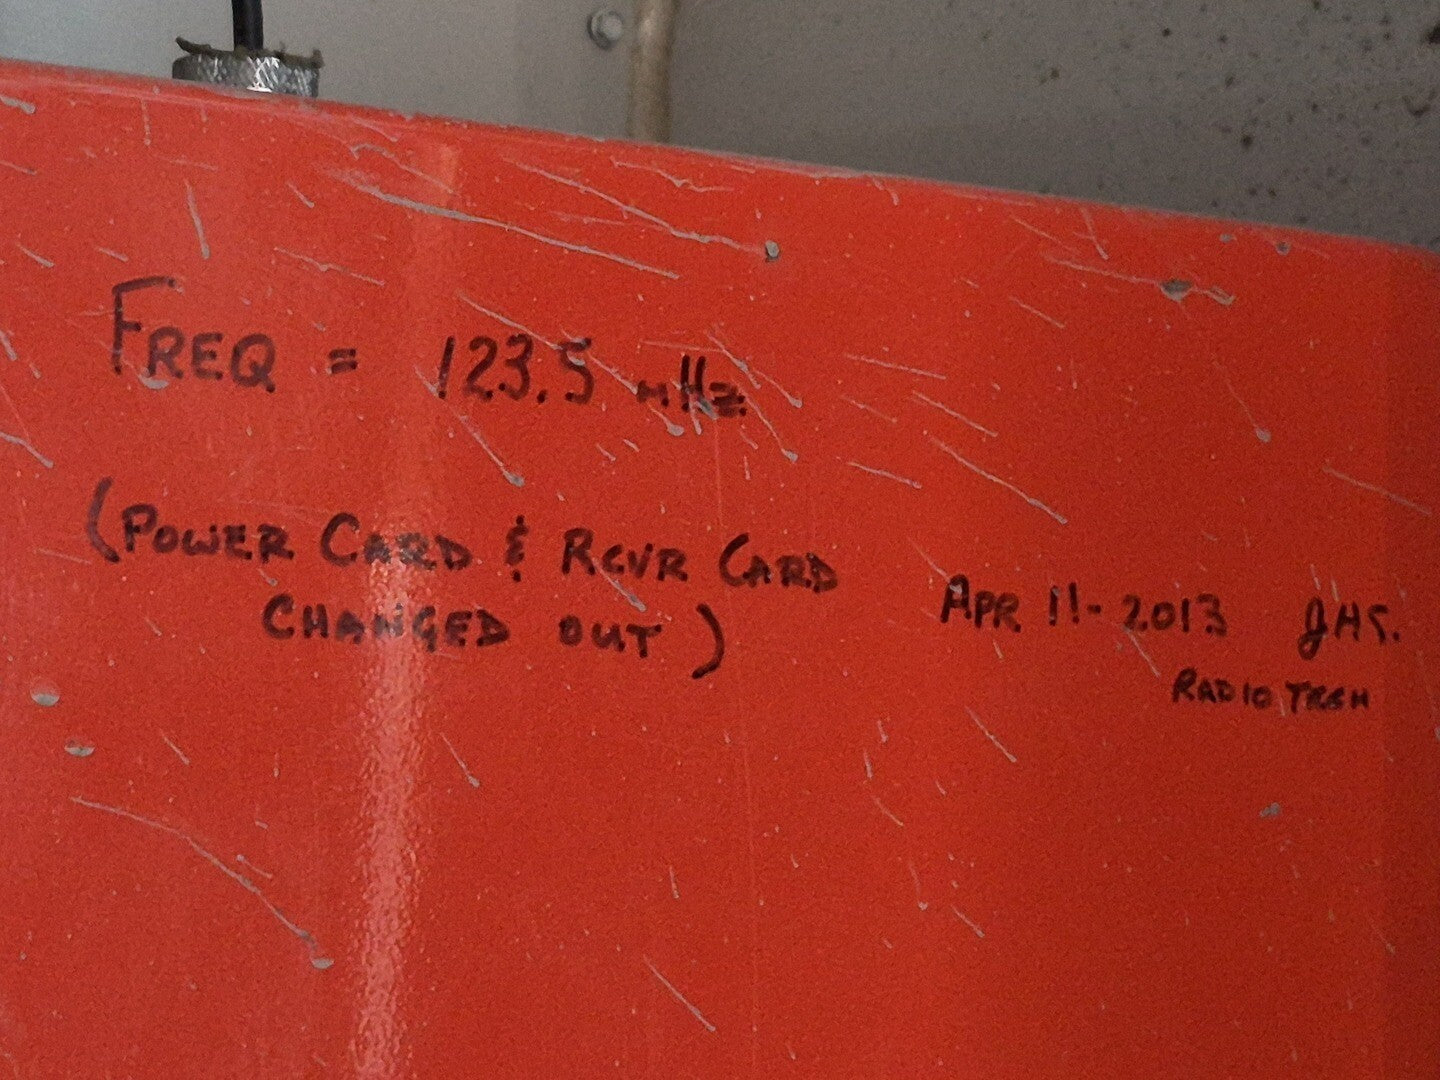 FREQ = 123.5 mHz
(POWER CARD & RCVR CARD
CHANGED OUT)
APR 11-2013 JHS.
RADIO TECH